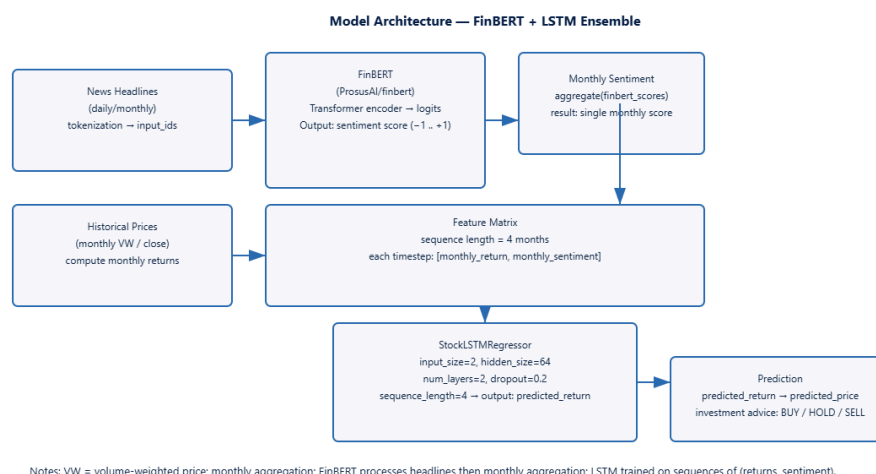 Model Architecture — FinBERT + LSTM Ensemble
News Headlines
(daily/monthly)
tokenization → input_ids
FinBERT
(ProsusAI/finbert)
Transformer encoder → logits
Output: sentiment score (−1 .. +1)
Monthly Sentiment
aggregate(finbert_scores)
result: single monthly score
Historical Prices
(monthly VW / close)
compute monthly returns
Feature Matrix
sequence length = 4 months
each timestep: [monthly_return, monthly_sentiment]
StockLSTMRegressor
input_size=2, hidden_size=64
num_layers=2, dropout=0.2
sequence_length=4 → output: predicted_return
Prediction
predicted_return → predicted_price
investment advice: BUY / HOLD / SELL
Notes: VW = volume-weighted price; monthly aggregation; FinBERT processes headlines then monthly aggregation; LSTM trained on sequences of (returns, sentiment).